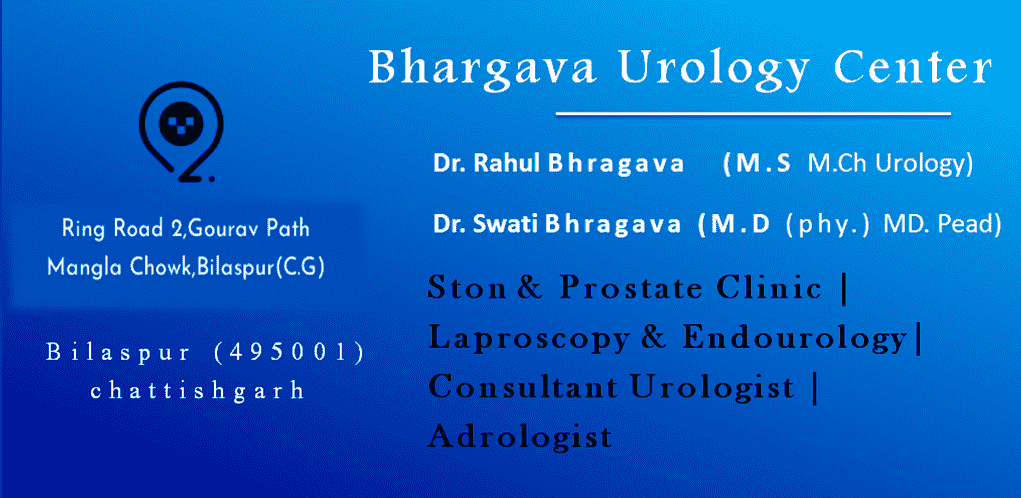 Bhargava Urology Center
Dr. Rahul Bhragava (M.S M.Ch Urology)
Dr. Swati Bhragava (M.D (phy.) MD. Pead)
Ston & Prostate Clinic |
Laproscopy & Endourology|
Consultant Urologist |
Adrologist
Ring Road 2,Gourav Path
Mangla Chowk,Bilaspur(C.G)
Bilaspur (495001)
chattishgarh